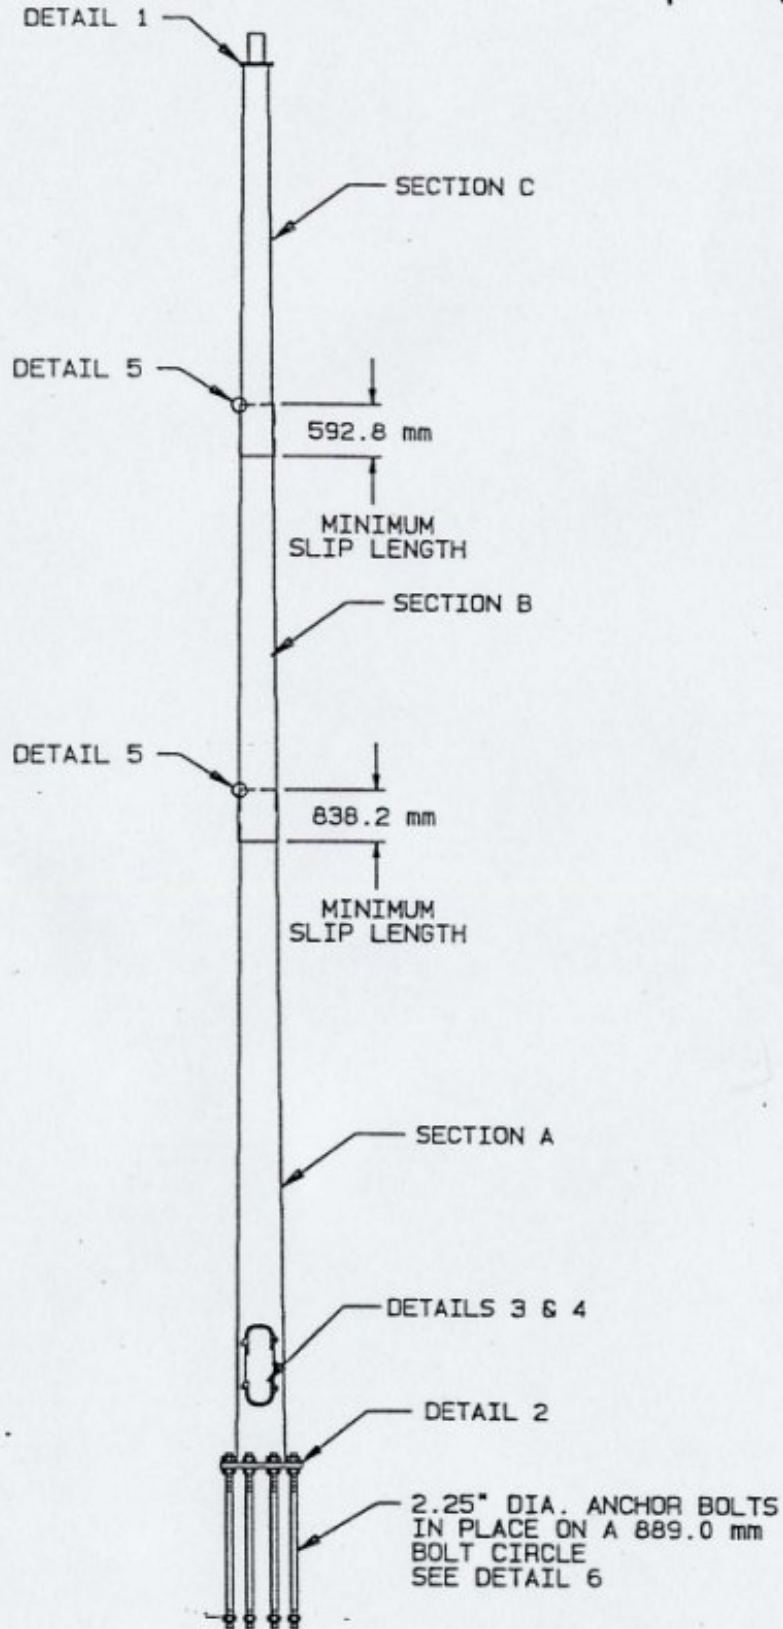 DETAIL 1
SECTION C
DETAIL 5
592.8 mm
MINIMUM
SLIP LENGTH
SECTION B
DETAIL 5
838.2 mm
MINIMUM
SLIP LENGTH
SECTION A
DETAILS 3 & 4
DETAIL 2
2.25" DIA. ANCHOR BOLTS
IN PLACE ON A 889.0 mm
BOLT CIRCLE
SEE DETAIL 6